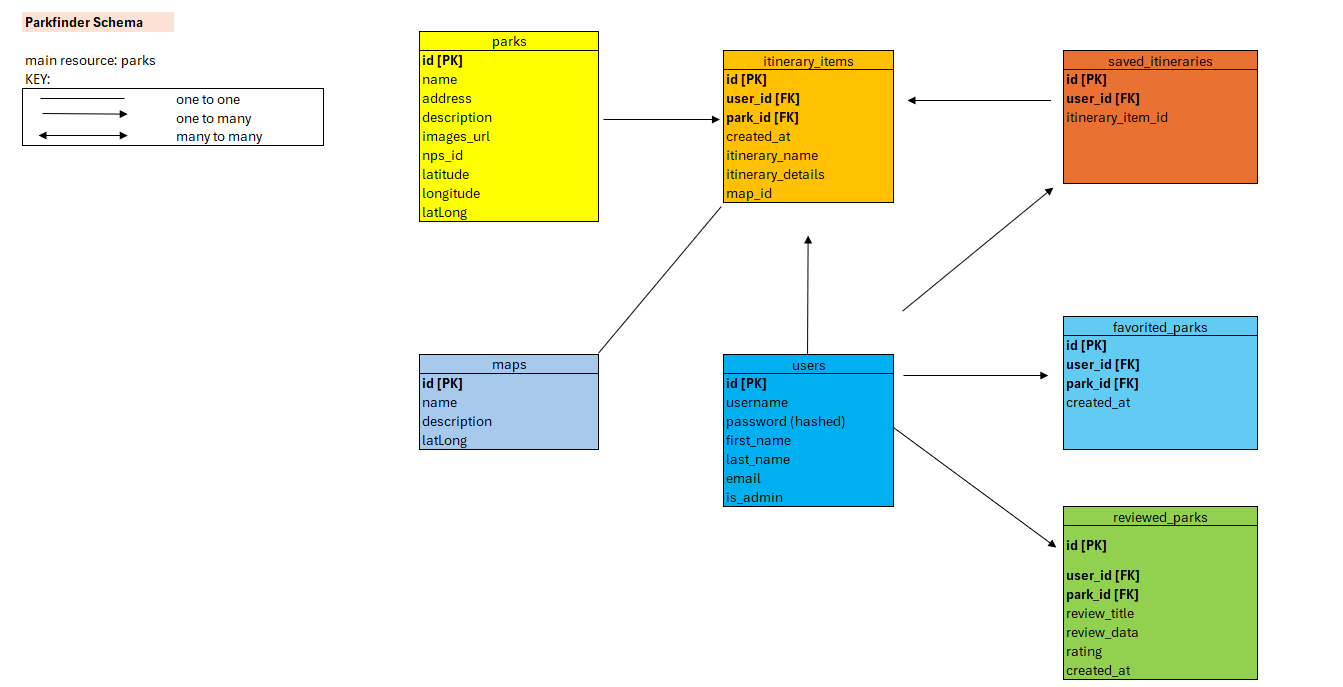 Parkfinder Schema
main resource: parks
KEY:
one to one
one to many
many to many
parks
id [PK]
name
address
description
images_url
nps_id
latitude
longitude
latLong
itinerary_items
id [PK]
user_id [FK]
park_id [FK]
created_at
itinerary_name
itinerary_details
map_id
saved_itineraries
id [PK]
user_id [FK]
itinerary_item_id
maps
id [PK]
name
description
latLong
users
id [PK]
username
password (hashed)
first_name
last_name
email
is_admin
favorited_parks
id [PK]
user_id [FK]
park_id [FK]
created_at
reviewed_parks
id [PK]
user_id [FK]
park_id [FK]
review_title
review_data
rating
created_at